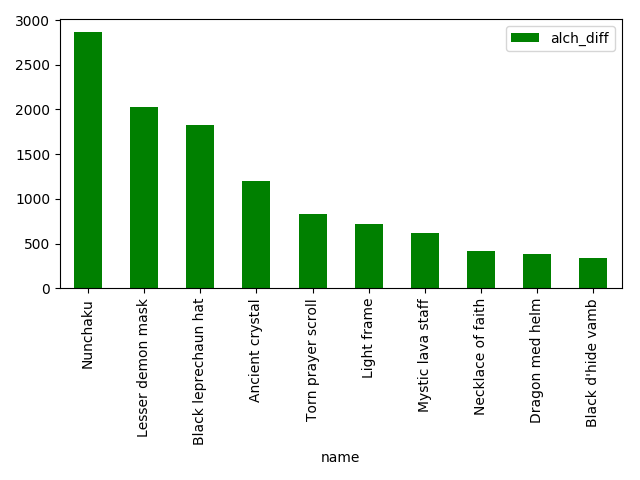 3000
2500
2000
1500
1000
500
0
alch_diff
Nunchaku
Lesser demon mask
Black leprechaun hat
Ancient crystal
Torn prayer scroll
Light frame
Mystic lava staff
Necklace of faith
Dragon med helm
Black d'hide vamb
name